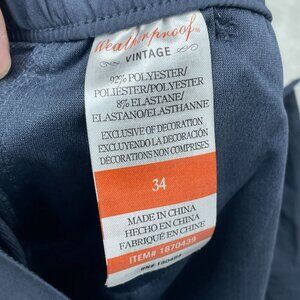 Weatherproof®
VINTAGE
92% POLYESTER/
POLIÉSTER/POLYESTER
8% ELASTANE/
ELASTANO/ELASTHANNE
EXCLUSIVE OF DECORATION
EXCLUYENDO LA DECORACIÓN
DÉCORATIONS NON COMPRISES
34
MADE IN CHINA
HECHO EN CHINA
FABRIQUÉ EN CHINE
ITEM# 1870439